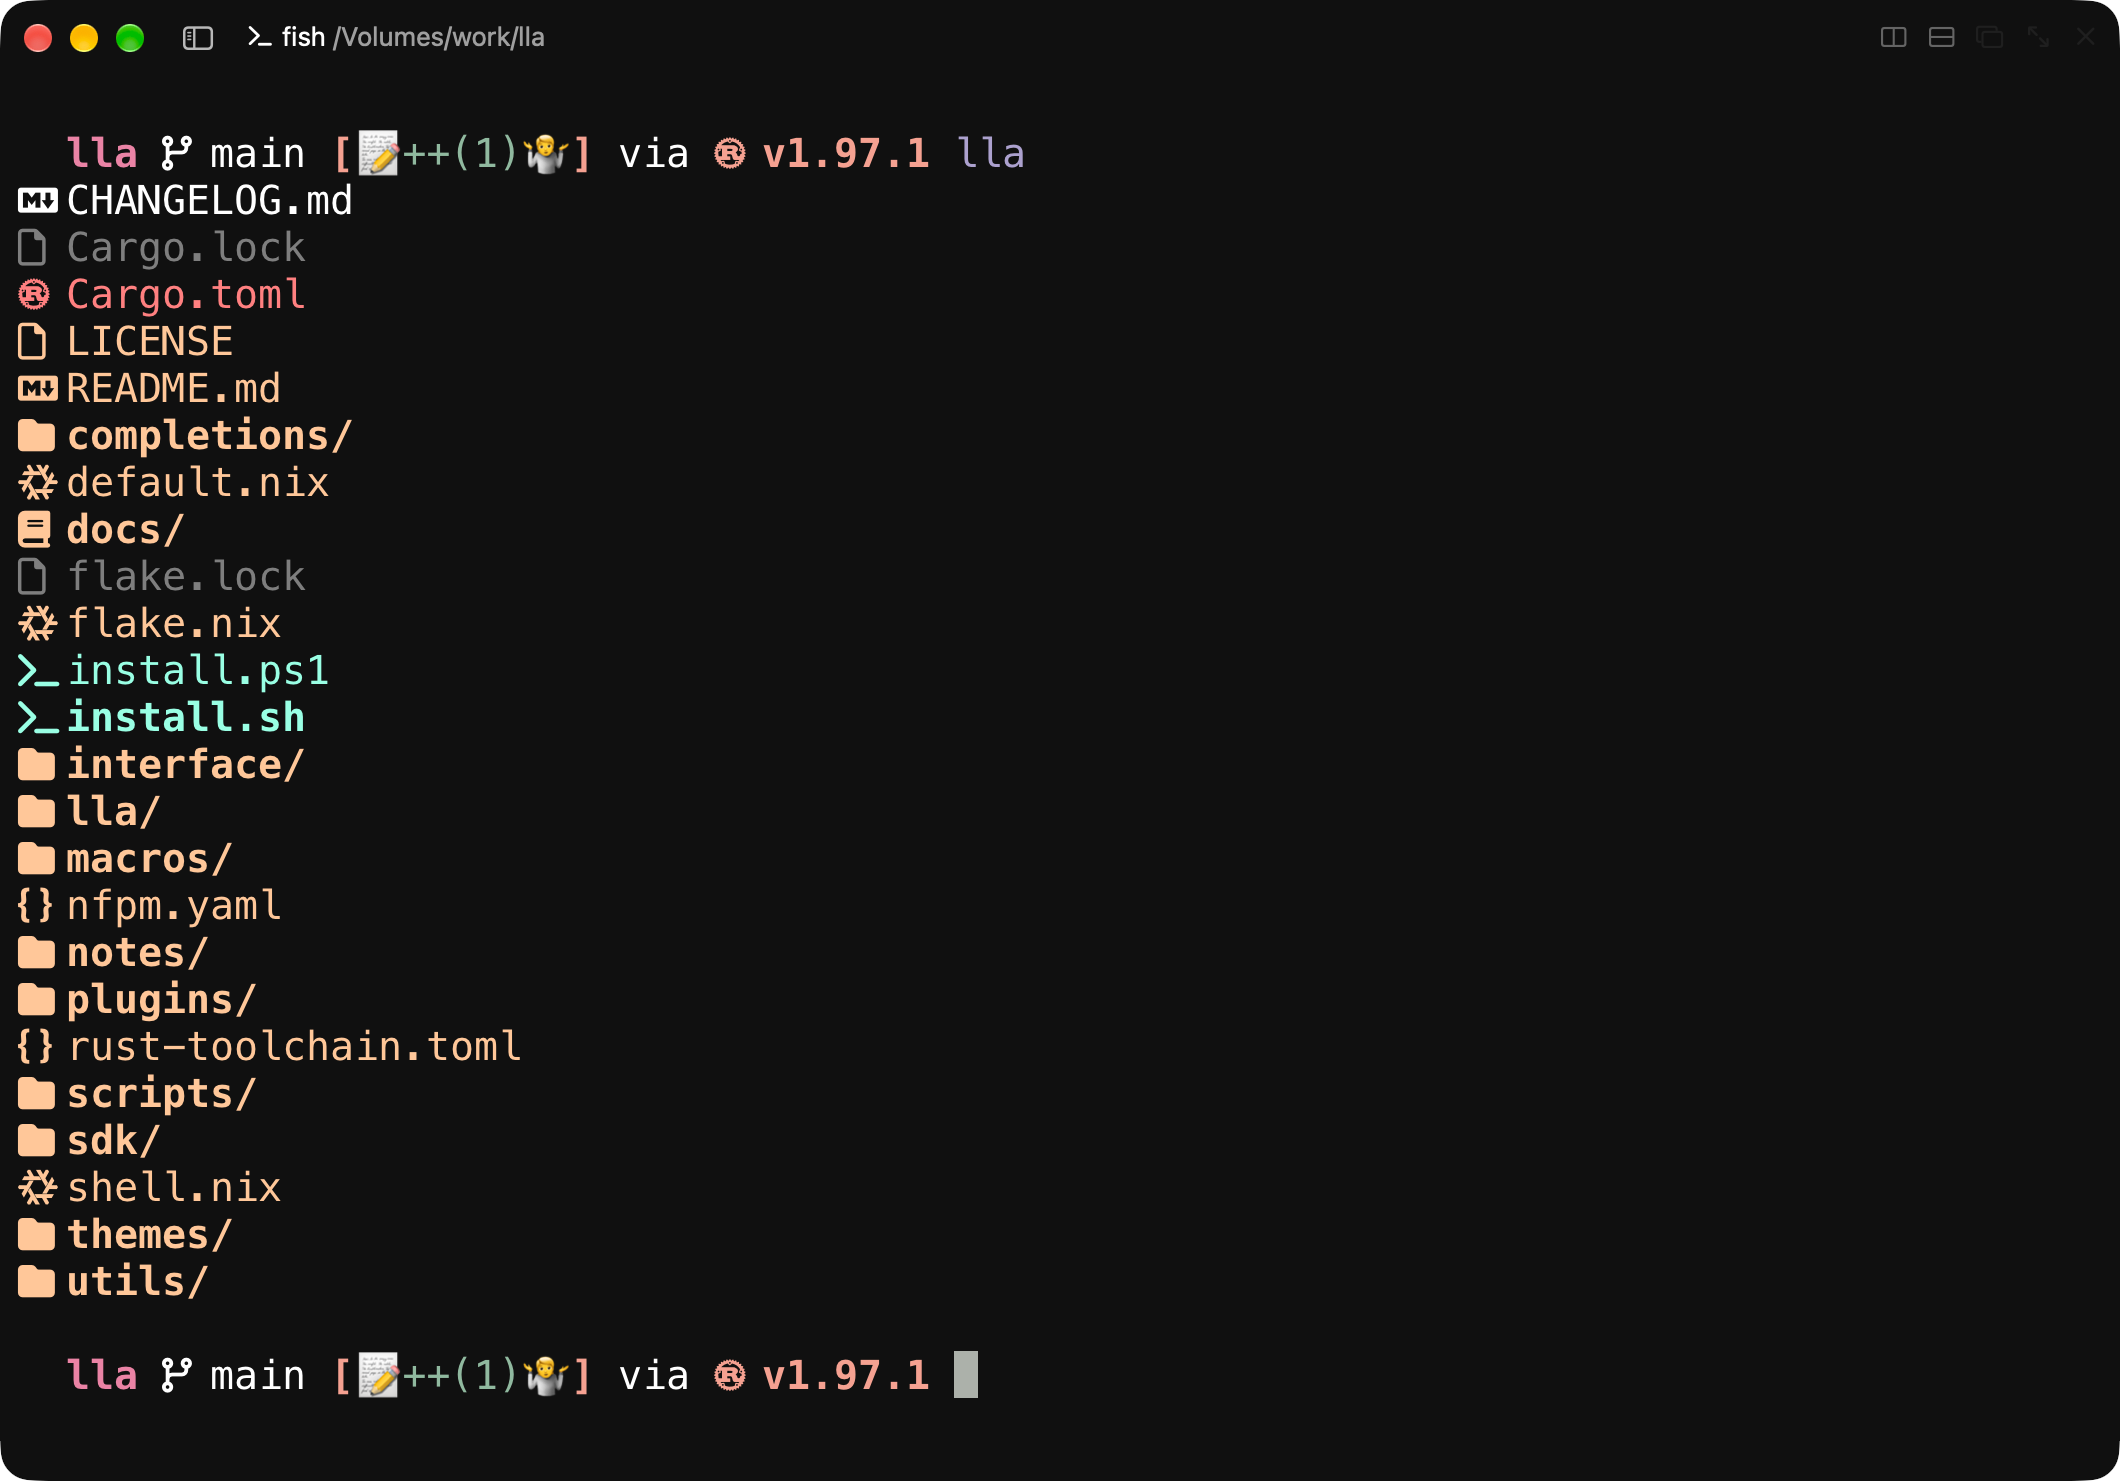 fish /Volumes/work/lla
lla main [📝++(1)🤷‍♂️] via v1.97.1 lla
CHANGELOG.md
Cargo.lock
Cargo.toml
LICENSE
README.md
completions/
default.nix
docs/
flake.lock
flake.nix
install.ps1
install.sh
interface/
lla/
macros/
nfpm.yaml
notes/
plugins/
rust-toolchain.toml
scripts/
sdk/
shell.nix
themes/
utils/
lla main [📝++(1)🤷‍♂️] via v1.97.1